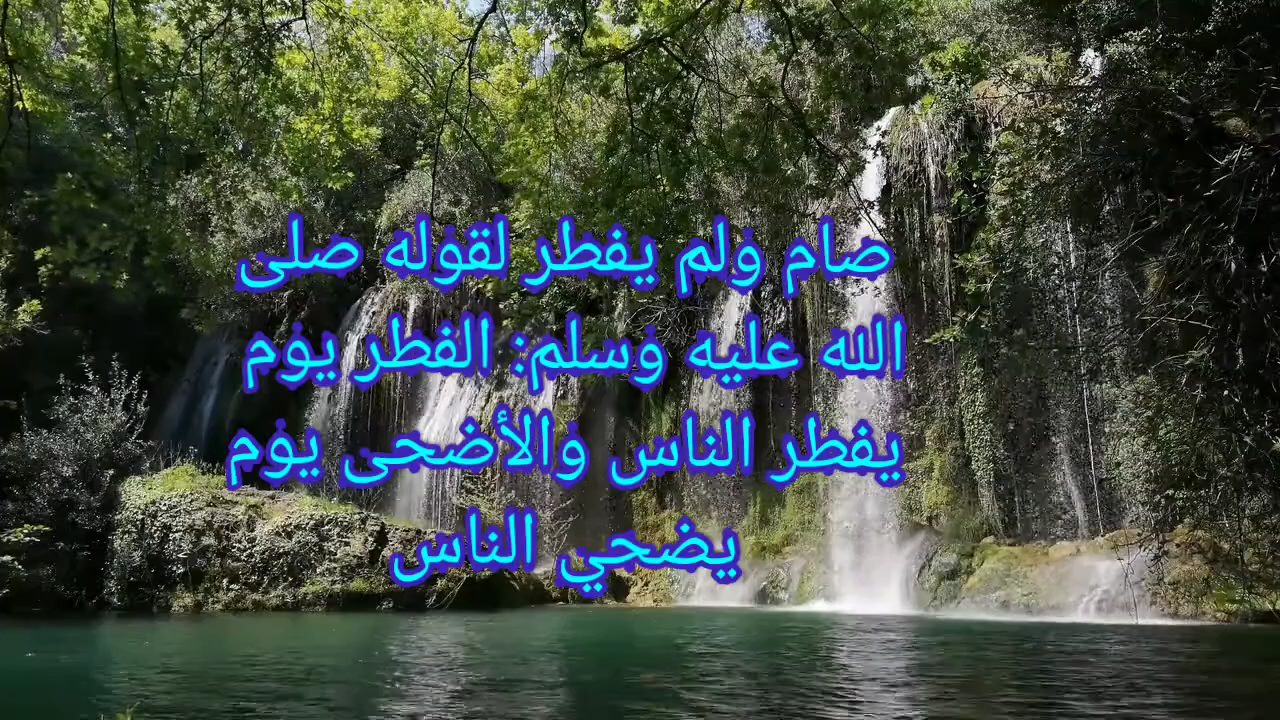 صام ولم يفطر لقوله صلى
الله عليه وسلم: الفطر يوم
يفطر الناس والأضحى يوم
يضحي الناس